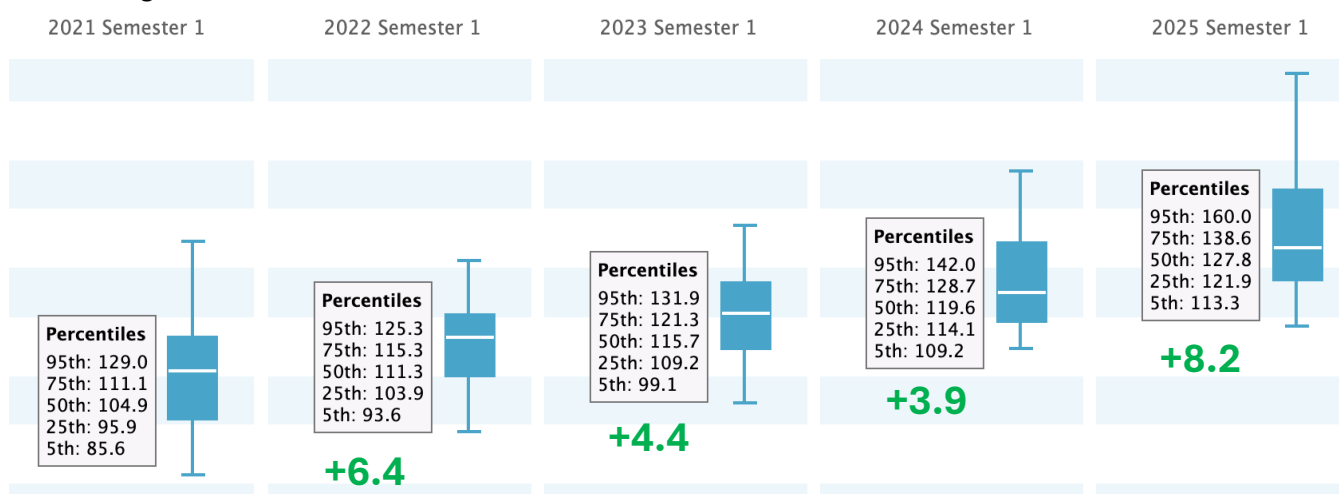 2021 Semester 1
2022 Semester 1
2023 Semester 1
2024 Semester 1
2025 Semester 1
Percentiles
95th: 129.0
75th: 111.1
50th: 104.9
25th: 95.9
5th: 85.6
Percentiles
95th: 125.3
75th: 115.3
50th: 111.3
25th: 103.9
5th: 93.6
+6.4
Percentiles
95th: 131.9
75th: 121.3
50th: 115.7
25th: 109.2
5th: 99.1
+4.4
Percentiles
95th: 142.0
75th: 128.7
50th: 119.6
25th: 114.1
5th: 109.2
+3.9
Percentiles
95th: 160.0
75th: 138.6
50th: 127.8
25th: 121.9
5th: 113.3
+8.2